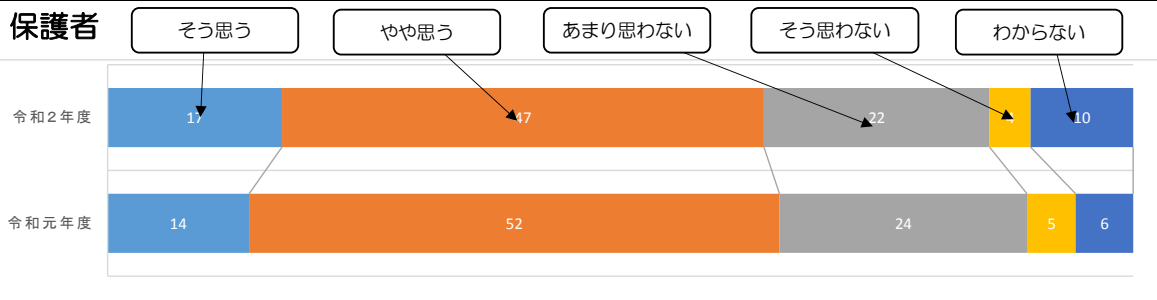 保護者 そう思う やや思う あまり思わない そう思わない わからない
令和2年度 17 47 22 4 10
令和元年度 14 52 24 5 6